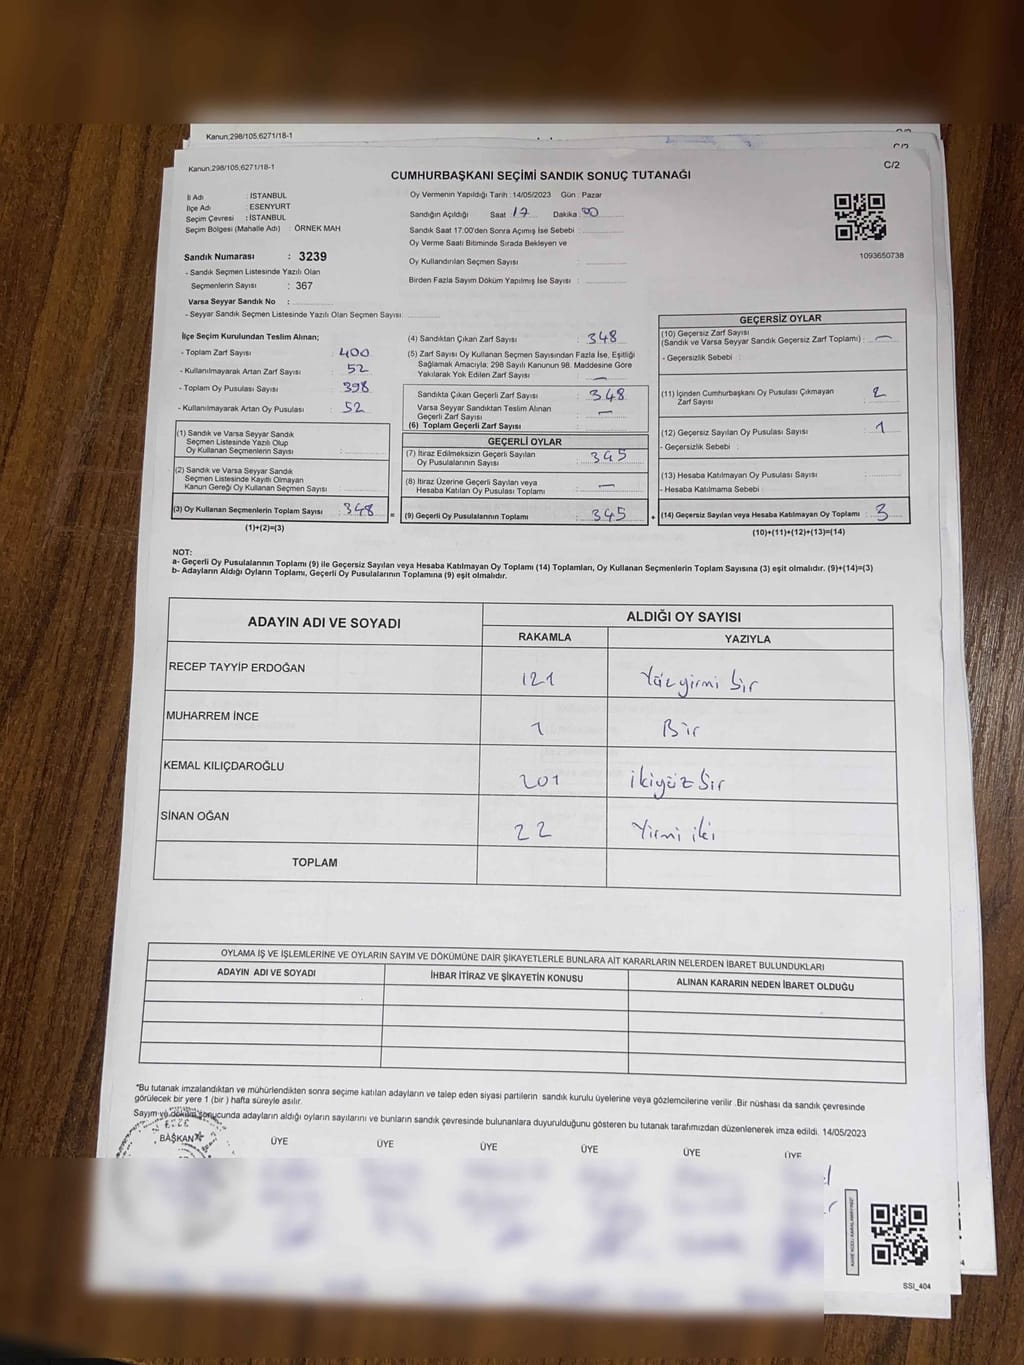 Kanun;298/105,6271/18-1
C/2
Kanun;298/105,6271/18-1
C/2
CUMHURBAŞKANI SEÇİMİ SANDIK SONUÇ TUTANAĞI
İl Adı : İSTANBUL
İlçe Adı : ESENYURT
Seçim Çevresi : İSTANBUL
Seçim Bölgesi (Mahalle Adı) : ÖRNEK MAH
Sandık Numarası : 3239
- Sandık Seçmen Listesinde Yazılı Olan
Seçmenlerin Sayısı : 367
Varsa Seyyar Sandık No :
- Seyyar Sandık Seçmen Listesinde Yazılı Olan Seçmen Sayısı:
Oy Vermenin Yapıldığı Tarih :14/05/2023 Gün : Pazar
Sandığın Açıldığı Saat 17 Dakika 00
Sandık Saat 17:00'den Sonra Açımış İse Sebebi :
Oy Verme Saati Bitiminde Sırada Bekleyen ve
Oy Kullandırılan Seçmen Sayısı :
Birden Fazla Sayım Döküm Yapılmış İse Sayısı :
1093650738
İlçe Seçim Kurulundan Teslim Alınan;
- Toplam Zarf Sayısı : 400
- Kullanılmayarak Artan Zarf Sayısı : 52
- Toplam Oy Pusulası Sayısı : 398
- Kullanılmayarak Artan Oy Pusulası : 52
(1) Sandık ve Varsa Seyyar Sandık
Seçmen Listesinde Yazılı Olup
Oy Kullanan Seçmenlerin Sayısı :
(2) Sandık ve Varsa Seyyar Sandık
Seçmen Listesinde Kayıtlı Olmayan
Kanun Gereği Oy Kullanan Seçmen Sayısı :
(3) Oy Kullanan Seçmenlerin Toplam Sayısı : 348
(1)+(2)=(3)
=
(4) Sandıktan Çıkan Zarf Sayısı : 348
(5) Zarf Sayısı Oy Kullanan Seçmen Sayısından Fazla İse, Eşitliği
Sağlamak Amacıyla; 298 Sayılı Kanunun 98. Maddesine Göre
Yakılarak Yok Edilen Zarf Sayısı : —
Sandıkta Çıkan Geçerli Zarf Sayısı : 348
Varsa Seyyar Sandıktan Teslim Alınan
Geçerli Zarf Sayısı : —
(6) Toplam Geçerli Zarf Sayısı :
GEÇERLİ OYLAR
(7) İtiraz Edilmeksizin Geçerli Sayılan
Oy Pusulalarının Sayısı : 345
(8) İtiraz Üzerine Geçerli Sayılan veya
Hesaba Katılan Oy Pusulası Toplamı : —
(9) Geçerli Oy Pusulalarının Toplamı : 345
+
GEÇERSİZ OYLAR
(10) Geçersiz Zarf Sayısı
(Sandık ve Varsa Seyyar Sandık Geçersiz Zarf Toplamı) : —
- Geçersizlik Sebebi :
(11) İçinden Cumhurbaşkanı Oy Pusulası Çıkmayan
Zarf Sayısı : 2
(12) Geçersiz Sayılan Oy Pusulası Sayısı : 1
- Geçersizlik Sebebi :
(13) Hesaba Katılmayan Oy Pusulası Sayısı :
- Hesaba Katılmama Sebebi :
(14) Geçersiz Sayılan veya Hesaba Katılmayan Oy Toplamı : 3
(10)+(11)+(12)+(13)=(14)
NOT:
a- Geçerli Oy Pusulalarının Toplamı (9) ile Geçersiz Sayılan veya Hesaba Katılmayan Oy Toplamı (14) Toplamları, Oy Kullanan Seçmenlerin Toplam Sayısına (3) eşit olmalıdır. (9)+(14)=(3)
b- Adayların Aldığı Oyların Toplamı, Geçerli Oy Pusulalarının Toplamına (9) eşit olmalıdır.
ADAYIN ADI VE SOYADI
ALDIĞI OY SAYISI
RAKAMLA YAZIYLA
RECEP TAYYİP ERDOĞAN 121 Yüzyirmi bir
MUHARREM İNCE 1 Bir
KEMAL KILIÇDAROĞLU 201 ikiyüz bir
SİNAN OĞAN 22 Yirmi iki
TOPLAM
OYLAMA İŞ VE İŞLEMLERİNE VE OYLARIN SAYIM VE DÖKÜMÜNE DAİR ŞİKAYETLERLE BUNLARA AİT KARARLARIN NELERDEN İBARET BULUNDUKLARI
ADAYIN ADI VE SOYADI İHBAR İTİRAZ VE ŞİKAYETİN KONUSU ALINAN KARARIN NEDEN İBARET OLDUĞU
*Bu tutanak imzalandıktan ve mühürlendikten sonra seçime katılan adayların ve talep eden siyasi partilerin sandık kurulu üyelerine veya gözlemcilerine verilir .Bir nüshası da sandık çevresinde
görülecek bir yere 1 (bir ) hafta süreyle asılır.
Sayım ve döküm sonucunda adayların aldığı oyların sayılarını ve bunların sandık çevresinde bulunanlara duyurulduğunu gösteren bu tutanak tarafımızdan düzenlenerek imza edildi. 14/05/2023
3239
BAŞKAN ÜYE ÜYE ÜYE ÜYE ÜYE ÜYE
SSI_404